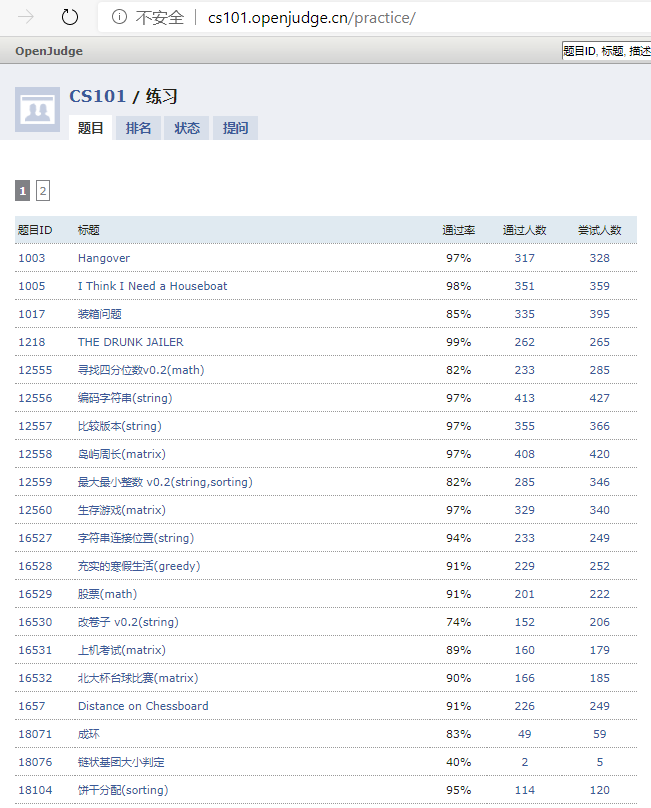 不安全 cs101.openjudge.cn/practice/
OpenJudge 题目ID, 标题, 描述
CS101 / 练习
题目 排名 状态 提问
1 2
题目ID 标题 通过率 通过人数 尝试人数
1003 Hangover 97% 317 328
1005 I Think I Need a Houseboat 98% 351 359
1017 装箱问题 85% 335 395
1218 THE DRUNK JAILER 99% 262 265
12555 寻找四分位数v0.2(math) 82% 233 285
12556 编码字符串(string) 97% 413 427
12557 比较版本(string) 97% 355 366
12558 岛屿周长(matrix) 97% 408 420
12559 最大最小整数 v0.2(string,sorting) 82% 285 346
12560 生存游戏(matrix) 97% 329 340
16527 字符串连接位置(string) 94% 233 249
16528 充实的寒假生活(greedy) 91% 229 252
16529 股票(math) 91% 201 222
16530 改卷子 v0.2(string) 74% 152 206
16531 上机考试(matrix) 89% 160 179
16532 北大杯台球比赛(matrix) 90% 166 185
1657 Distance on Chessboard 91% 226 249
18071 成环 83% 49 59
18076 链状基团大小判定 40% 2 5
18104 饼干分配(sorting) 95% 114 120